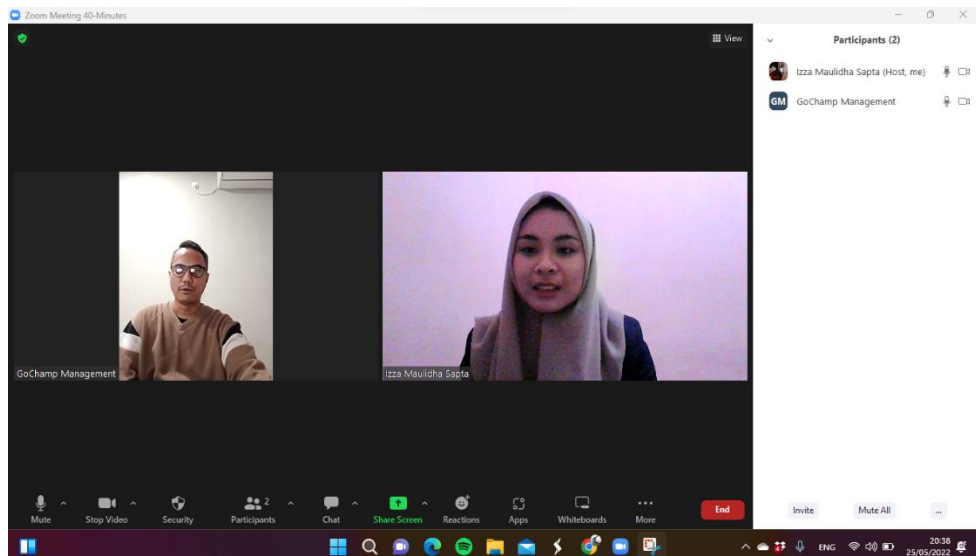 Zoom Meeting 40-Minutes
View
Participants (2)
Izza Maulidha Sapta (Host, me)
GM GoChamp Management
GoChamp Management
Izza Maulidha Sapta
Mute
Stop Video
Security
2
Participants
Chat
Share Screen
Reactions
Apps
Whiteboards
More
End
Invite
Mute All
...
ENG
20:38
25/05/2022